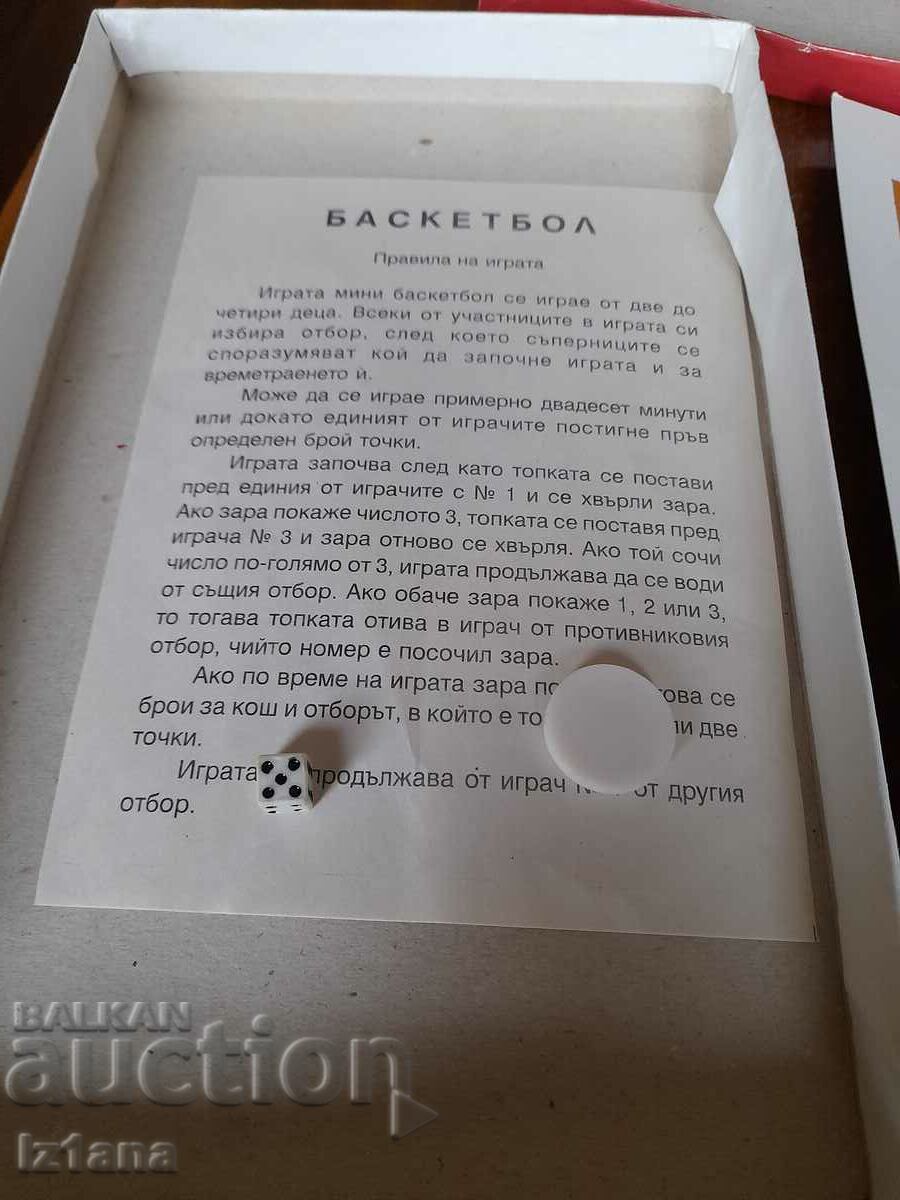 БАСКЕТБОЛ
Правила на играта
Играта мини баскетбол се играе от две до
четири деца. Всеки от участниците в играта си
избира отбор, след което съперниците се
споразумяват кой да започне играта и за
времетраенето ѝ.
Може да се играе примерно двадесет минути
или докато единият от играчите постигне пръв
определен брой точки.
Играта започва след като топката се постави
пред единия от играчите с № 1 и се хвърли зара.
Ако зара покаже числото 3, топката се поставя пред
играча № 3 и зара отново се хвърля. Ако той сочи
число по-голямо от 3, играта продължава да се води
от същия отбор. Ако обаче зара покаже 1, 2 или 3,
то тогава топката отива в играч от противниковия
отбор, чийто номер е посочил зара.
Ако по време на играта зара се
брои за кош и отборът, в който е две
точки.
Играта продължава от играч от другия
отбор.
BALKAN
auction
Iz1ana